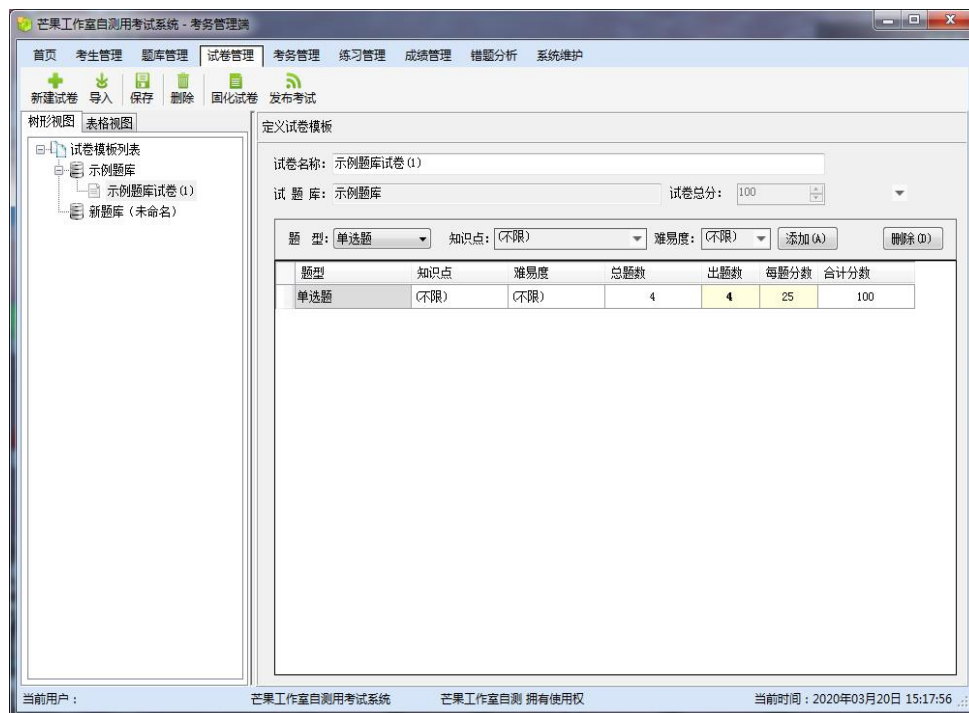 芒果工作室自测用考试系统 - 考务管理端
首页 考生管理 题库管理 试卷管理 考务管理 练习管理 成绩管理 错题分析 系统维护
新建试卷 导入 保存 删除 固化试卷 发布考试
树形视图 表格视图
定义试卷模板
试卷模板列表
示例题库
示例题库试卷(1)
新题库（未命名）
试卷名称: 示例题库试卷(1)
试 题 库: 示例题库 试卷总分: 100
题 型: 单选题 知识点: (不限) 难易度: (不限) 添加(A) 删除(D)
题型 知识点 难易度 总题数 出题数 每题分数 合计分数
单选题 (不限) (不限) 4 4 25 100
当前用户： 芒果工作室自测用考试系统 芒果工作室自测 拥有使用权 当前时间：2020年03月20日 15:17:56